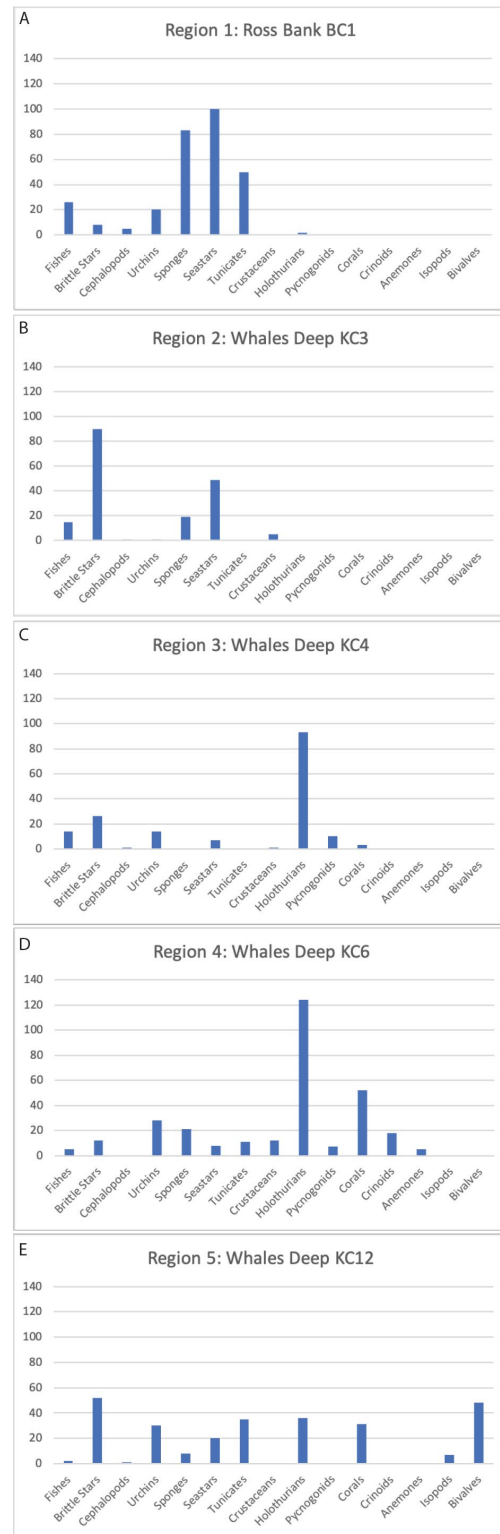 A
Region 1: Ross Bank BC1
140
120
100
80
60
40
20
0
Fishes
Brittle Stars
Cephalopods
Urchins
Sponges
Seastars
Tunicates
Crustaceans
Holothurians
Pycnogonids
Corals
Crinoids
Anemones
Isopods
Bivalves
B
Region 2: Whales Deep KC3
140
120
100
80
60
40
20
0
Fishes
Brittle Stars
Cephalopods
Urchins
Sponges
Seastars
Tunicates
Crustaceans
Holothurians
Pycnogonids
Corals
Crinoids
Anemones
Isopods
Bivalves
C
Region 3: Whales Deep KC4
140
120
100
80
60
40
20
0
Fishes
Brittle Stars
Cephalopods
Urchins
Sponges
Seastars
Tunicates
Crustaceans
Holothurians
Pycnogonids
Corals
Crinoids
Anemones
Isopods
Bivalves
D
Region 4: Whales Deep KC6
140
120
100
80
60
40
20
0
Fishes
Brittle Stars
Cephalopods
Urchins
Sponges
Seastars
Tunicates
Crustaceans
Holothurians
Pycnogonids
Corals
Crinoids
Anemones
Isopods
Bivalves
E
Region 5: Whales Deep KC12
140
120
100
80
60
40
20
0
Fishes
Brittle Stars
Cephalopods
Urchins
Sponges
Seastars
Tunicates
Crustaceans
Holothurians
Pycnogonids
Corals
Crinoids
Anemones
Isopods
Bivalves